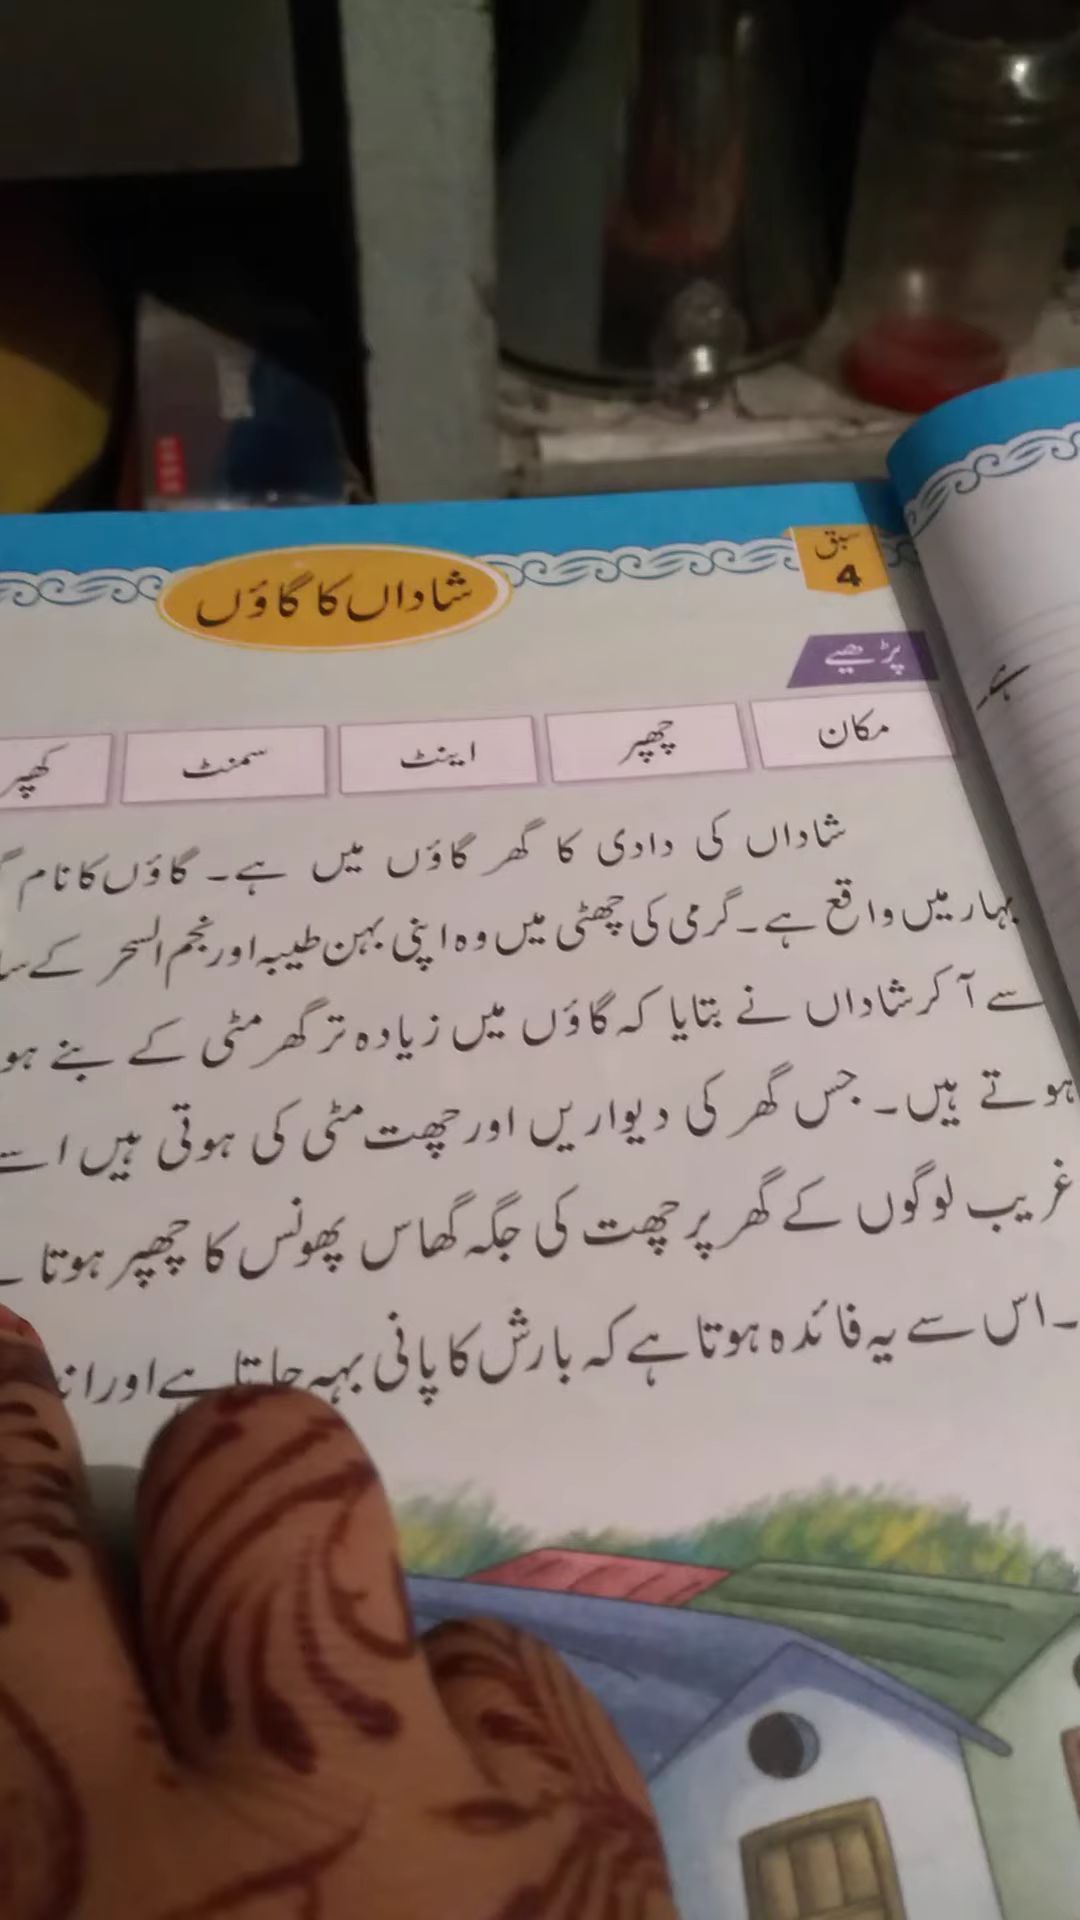 سبق
4
شاداں کا گاؤں
پڑھیے
مکان
چھپر
اینٹ
سمنٹ
شاداں کی دادی کا گھر گاؤں میں ہے۔ گاؤں کا نام
بہار میں واقع ہے۔ گرمی کی چھٹی میں وہ اپنی بہن طیبہ اور نجم السحر کے
سے آ کر شاداں نے بتایا کہ گاؤں میں زیادہ تر گھر مٹی کے بنے
ہوتے ہیں۔ جس گھر کی دیواریں اور چھت مٹی کی ہوتی ہیں
غریب لوگوں کے گھر پر چھت کی جگہ گھاس پھونس کا چھپر ہوتا
۔ اس سے یہ فائدہ ہوتا ہے کہ بارش کا پانی بہہ جاتا ہے اور
ہے۔